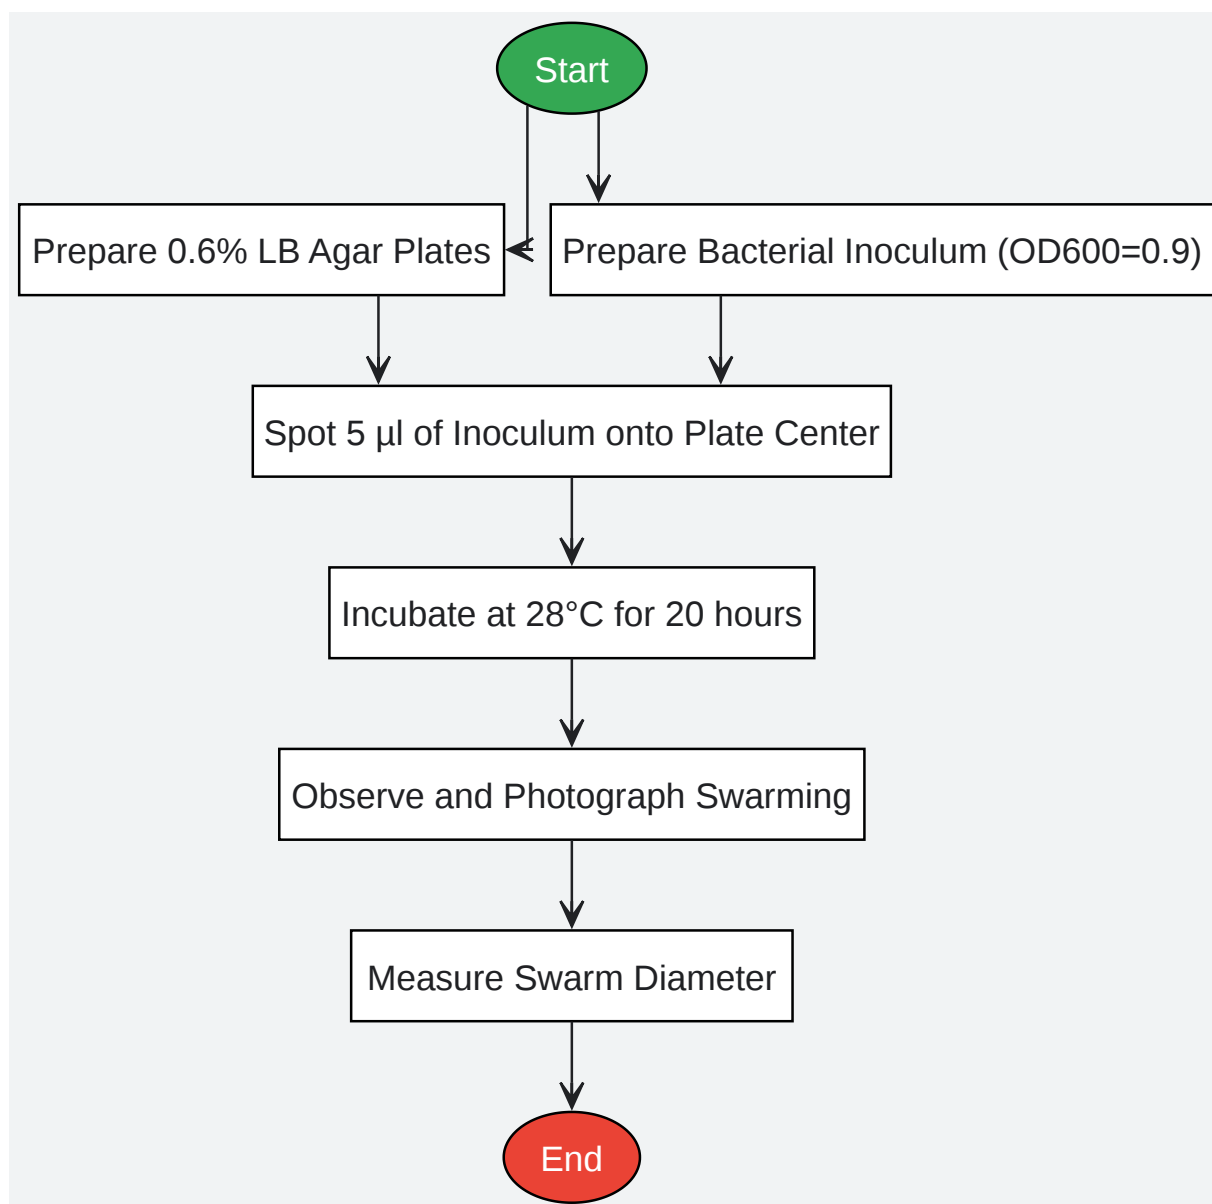 Start
Prepare 0.6% LB Agar Plates
Prepare Bacterial Inoculum (OD600=0.9)
Spot 5 µl of Inoculum onto Plate Center
Incubate at 28°C for 20 hours
Observe and Photograph Swarming
Measure Swarm Diameter
End